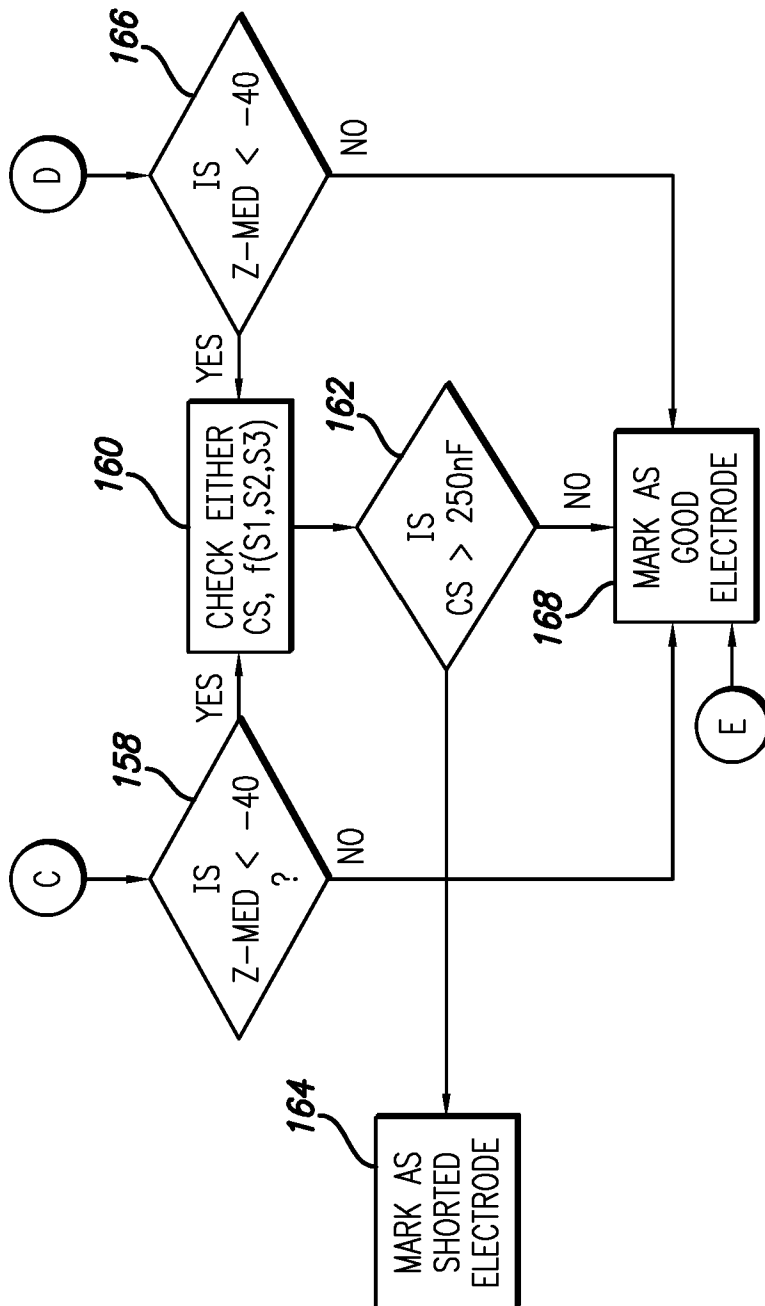 C
D
158
IS
Z-MED < -40
?
YES
NO
160
CHECK EITHER
CS, f(S1,S2,S3)
166
IS
Z-MED < -40
YES
NO
162
IS
CS > 250nF
NO
164
MARK AS
SHORTED
ELECTRODE
168
MARK AS
GOOD
ELECTRODE
E